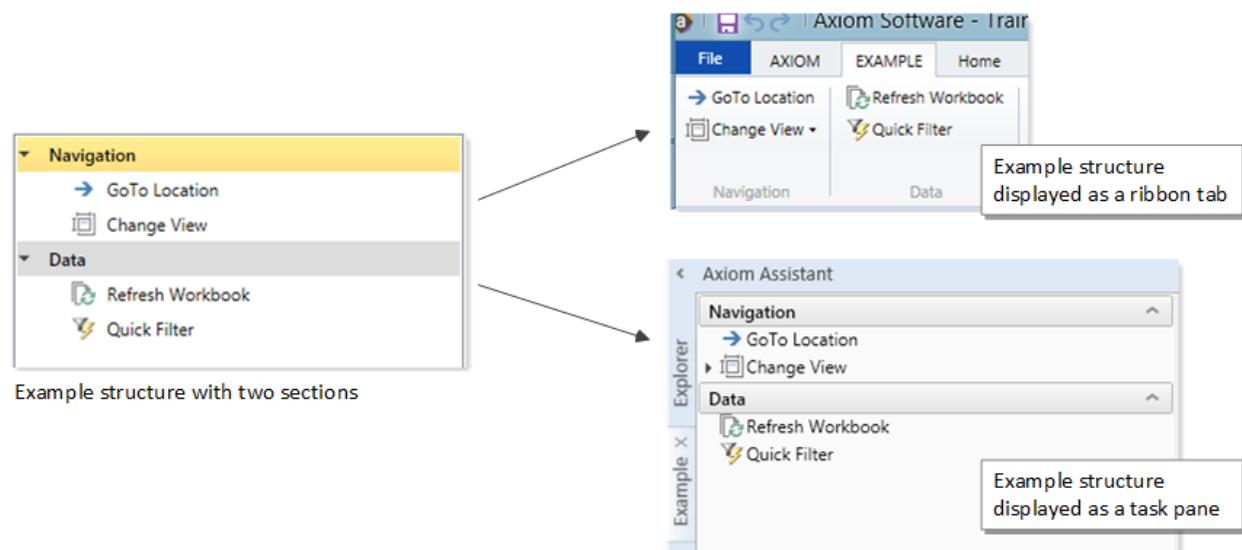 Navigation
GoTo Location
Change View
Data
Refresh Workbook
Quick Filter
Example structure with two sections
a Axiom Software - Train
File AXIOM EXAMPLE Home
GoTo Location Refresh Workbook
Change View Quick Filter
Navigation Data
Example structure
displayed as a ribbon tab
Axiom Assistant
Explorer
Example X
Navigation
GoTo Location
Change View
Data
Refresh Workbook
Quick Filter
Example structure
displayed as a task pane